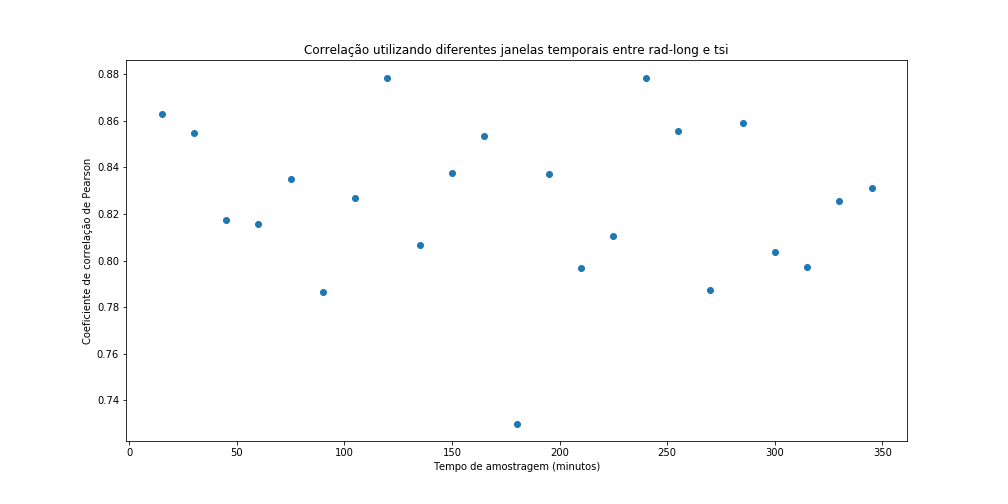 Correlação utilizando diferentes janelas temporais entre rad-long e tsi
Coeficiente de correlação de Pearson
0.88
0.86
0.84
0.82
0.80
0.78
0.76
0.74
0 50 100 150 200 250 300 350
Tempo de amostragem (minutos)